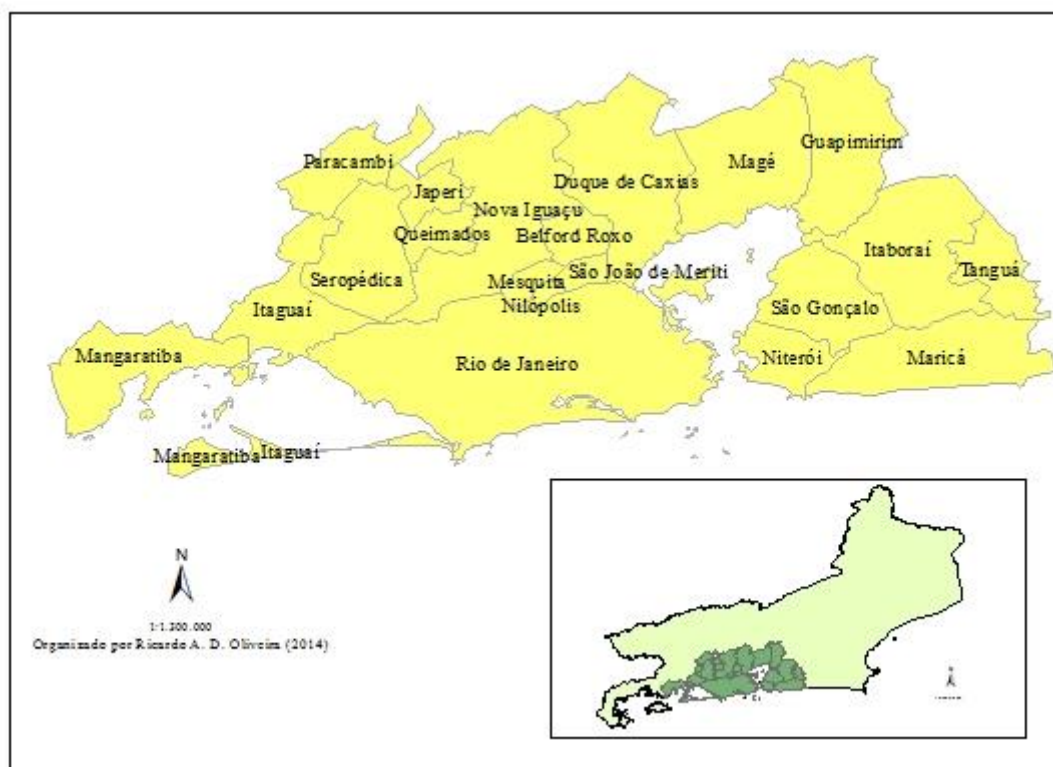 Guapimirim
Paracambi
Magé
Duque de Caxias
Japeri
Nova Iguaçu
Queimados
Belford Roxo
Itaboraí
São João de Meriti
Tanguá
Seropédica
Mesquita
Nilópolis
Itaguaí
São Gonçalo
Mangaratiba
Rio de Janeiro
Niterói
Maricá
Mangaratiba
Itaguaí
N
1:1.300.000
Organizado por Ricardo A. D. Oliveira (2014)